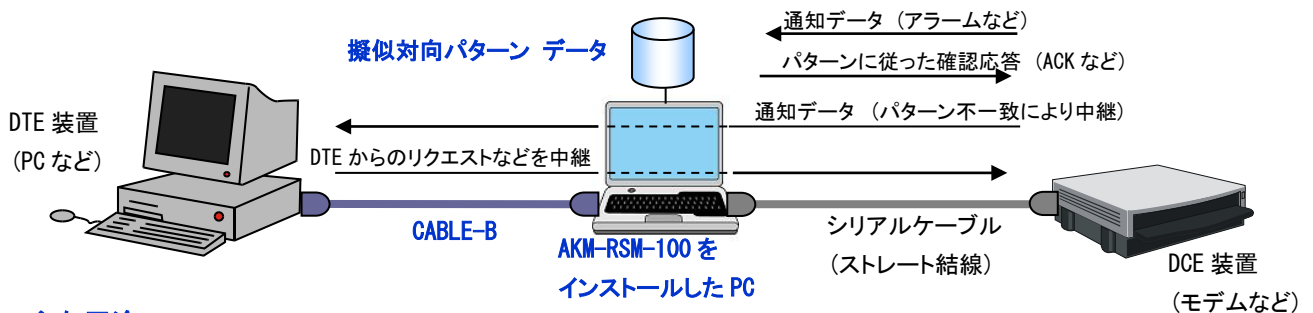 通知データ (アラームなど)
擬似対向パターン データ
パターンに従った確認応答 (ACK など)
通知データ (パターン不一致により中継)
DTE 装置
(PC など)
DTE からのリクエストなどを中継
CABLE-B
AKM-RSM-100 を
インストールした PC
シリアルケーブル
(ストレート結線)
DCE 装置
(モデムなど)